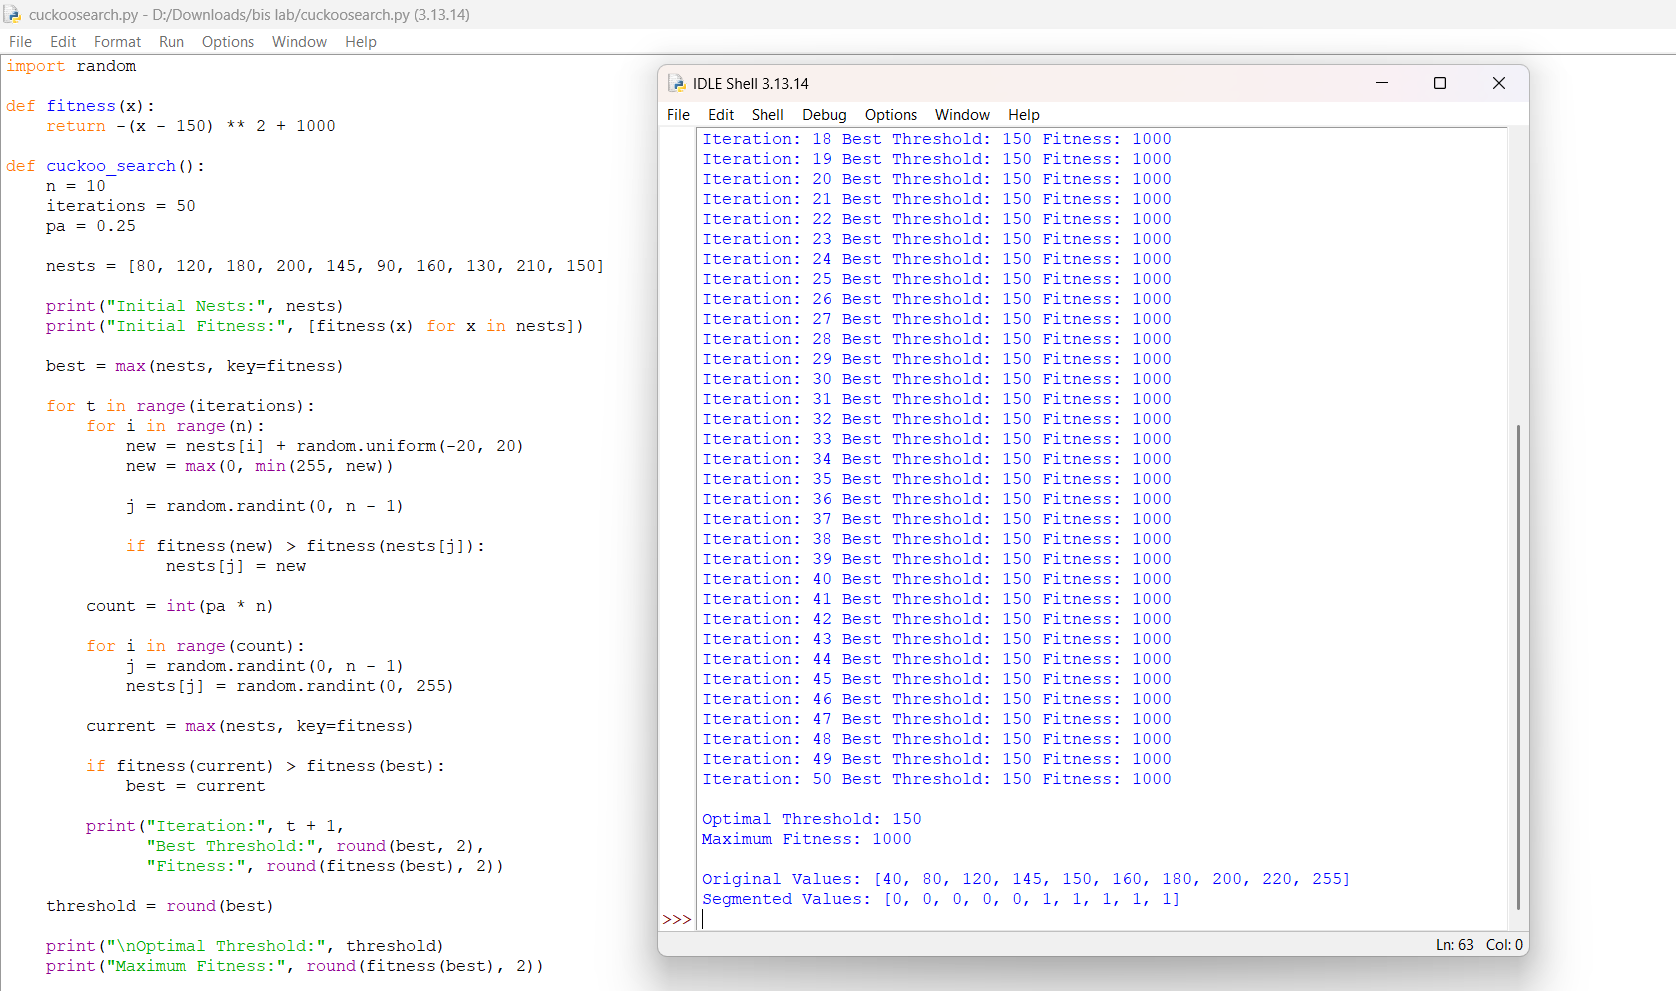 cuckoosearch.py - D:/Downloads/bis lab/cuckoosearch.py (3.13.14)
File Edit Format Run Options Window Help
import random
def fitness(x):
    return -(x - 150) ** 2 + 1000
def cuckoo_search():
    n = 10
    iterations = 50
    pa = 0.25
    nests = [80, 120, 180, 200, 145, 90, 160, 130, 210, 150]
    print("Initial Nests:", nests)
    print("Initial Fitness:", [fitness(x) for x in nests])
    best = max(nests, key=fitness)
    for t in range(iterations):
        for i in range(n):
            new = nests[i] + random.uniform(-20, 20)
            new = max(0, min(255, new))
            j = random.randint(0, n - 1)
            if fitness(new) > fitness(nests[j]):
                nests[j] = new
        count = int(pa * n)
        for i in range(count):
            j = random.randint(0, n - 1)
            nests[j] = random.randint(0, 255)
        current = max(nests, key=fitness)
        if fitness(current) > fitness(best):
            best = current
        print("Iteration:", t + 1,
              "Best Threshold:", round(best, 2),
              "Fitness:", round(fitness(best), 2))
    threshold = round(best)
    print("\nOptimal Threshold:", threshold)
    print("Maximum Fitness:", round(fitness(best), 2))
IDLE Shell 3.13.14
File Edit Shell Debug Options Window Help
Iteration: 18 Best Threshold: 150 Fitness: 1000
Iteration: 19 Best Threshold: 150 Fitness: 1000
Iteration: 20 Best Threshold: 150 Fitness: 1000
Iteration: 21 Best Threshold: 150 Fitness: 1000
Iteration: 22 Best Threshold: 150 Fitness: 1000
Iteration: 23 Best Threshold: 150 Fitness: 1000
Iteration: 24 Best Threshold: 150 Fitness: 1000
Iteration: 25 Best Threshold: 150 Fitness: 1000
Iteration: 26 Best Threshold: 150 Fitness: 1000
Iteration: 27 Best Threshold: 150 Fitness: 1000
Iteration: 28 Best Threshold: 150 Fitness: 1000
Iteration: 29 Best Threshold: 150 Fitness: 1000
Iteration: 30 Best Threshold: 150 Fitness: 1000
Iteration: 31 Best Threshold: 150 Fitness: 1000
Iteration: 32 Best Threshold: 150 Fitness: 1000
Iteration: 33 Best Threshold: 150 Fitness: 1000
Iteration: 34 Best Threshold: 150 Fitness: 1000
Iteration: 35 Best Threshold: 150 Fitness: 1000
Iteration: 36 Best Threshold: 150 Fitness: 1000
Iteration: 37 Best Threshold: 150 Fitness: 1000
Iteration: 38 Best Threshold: 150 Fitness: 1000
Iteration: 39 Best Threshold: 150 Fitness: 1000
Iteration: 40 Best Threshold: 150 Fitness: 1000
Iteration: 41 Best Threshold: 150 Fitness: 1000
Iteration: 42 Best Threshold: 150 Fitness: 1000
Iteration: 43 Best Threshold: 150 Fitness: 1000
Iteration: 44 Best Threshold: 150 Fitness: 1000
Iteration: 45 Best Threshold: 150 Fitness: 1000
Iteration: 46 Best Threshold: 150 Fitness: 1000
Iteration: 47 Best Threshold: 150 Fitness: 1000
Iteration: 48 Best Threshold: 150 Fitness: 1000
Iteration: 49 Best Threshold: 150 Fitness: 1000
Iteration: 50 Best Threshold: 150 Fitness: 1000
Optimal Threshold: 150
Maximum Fitness: 1000
Original Values: [40, 80, 120, 145, 150, 160, 180, 200, 220, 255]
Segmented Values: [0, 0, 0, 0, 0, 1, 1, 1, 1, 1]
>>>
Ln: 63 Col: 0